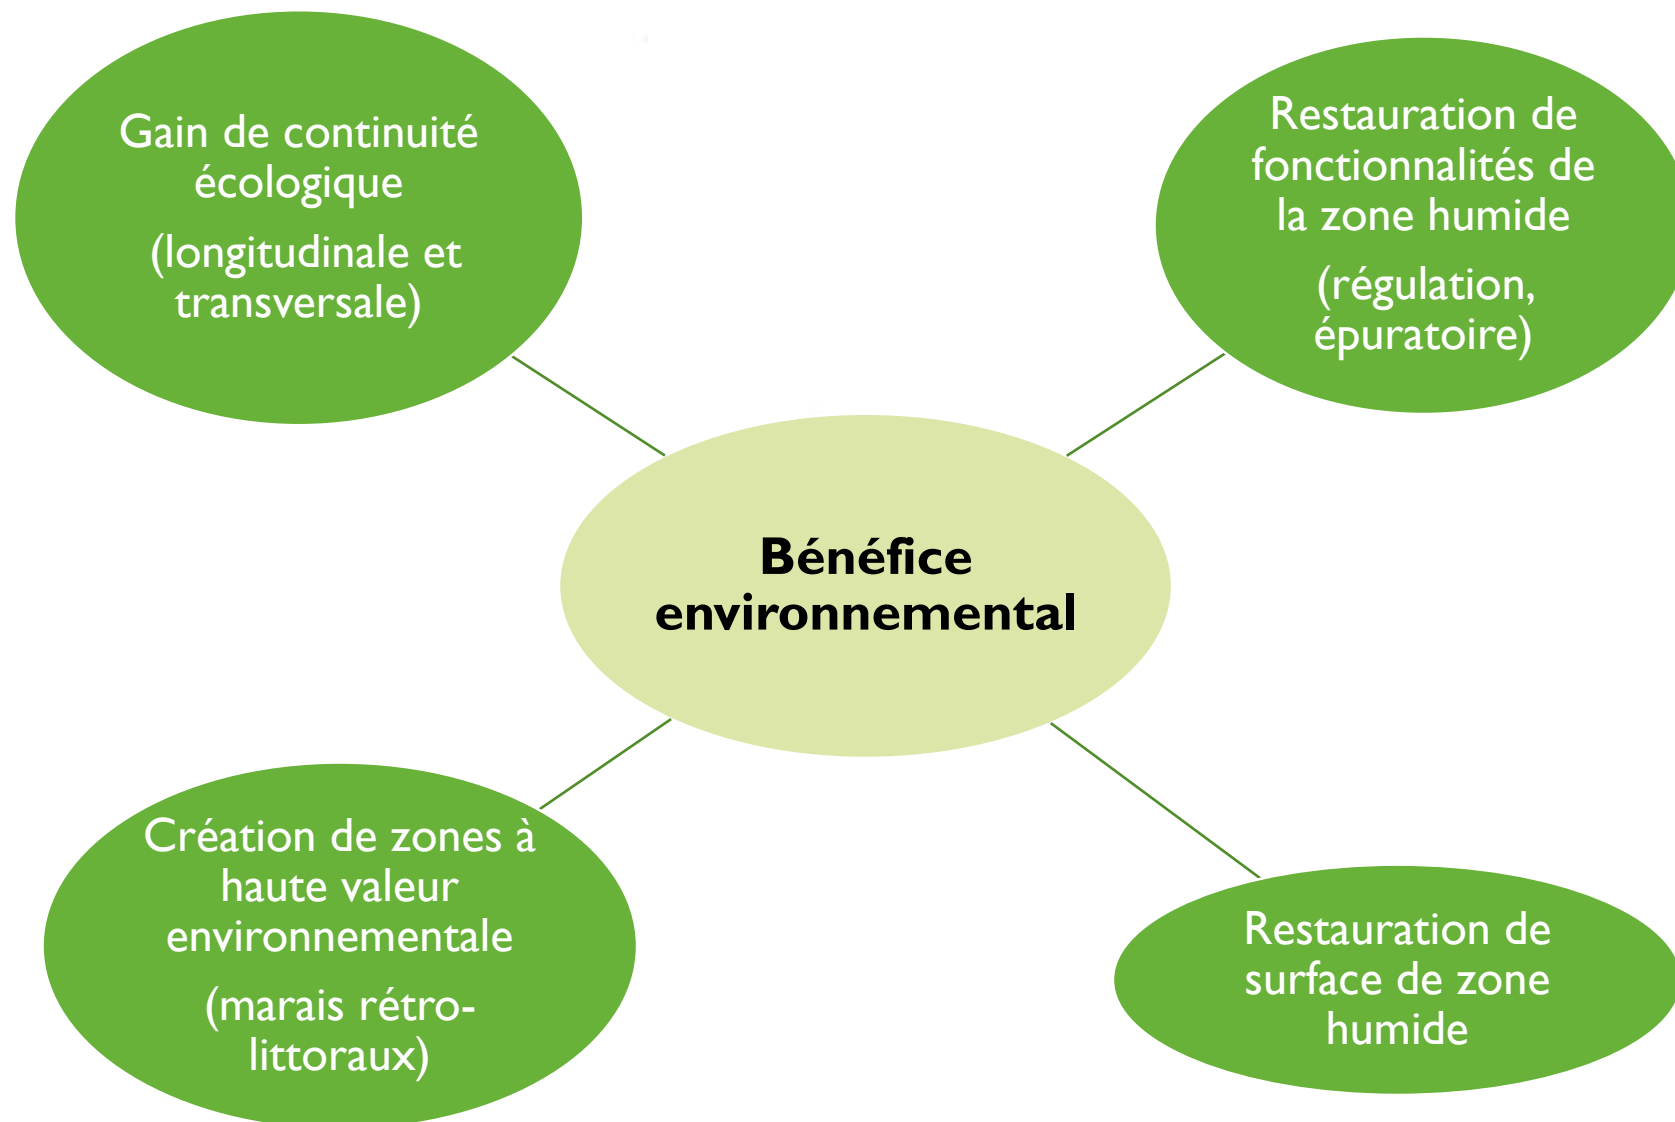 Gain de continuité
écologique
(longitudinale et
transversale)
Restauration de
fonctionnalités de
la zone humide
(régulation,
épuratoire)
Bénéfice
environnemental
Création de zones à
haute valeur
environnementale
(marais rétro-
littoraux)
Restauration de
surface de zone
humide